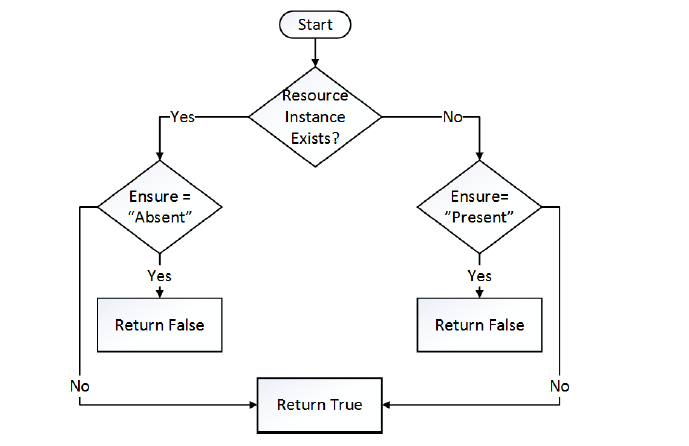 Start
Resource
Instance
Exists?
Yes
No
Ensure =
“Absent”
Ensure=
“Present”
Yes
Yes
Return False
Return False
No
No
Return True